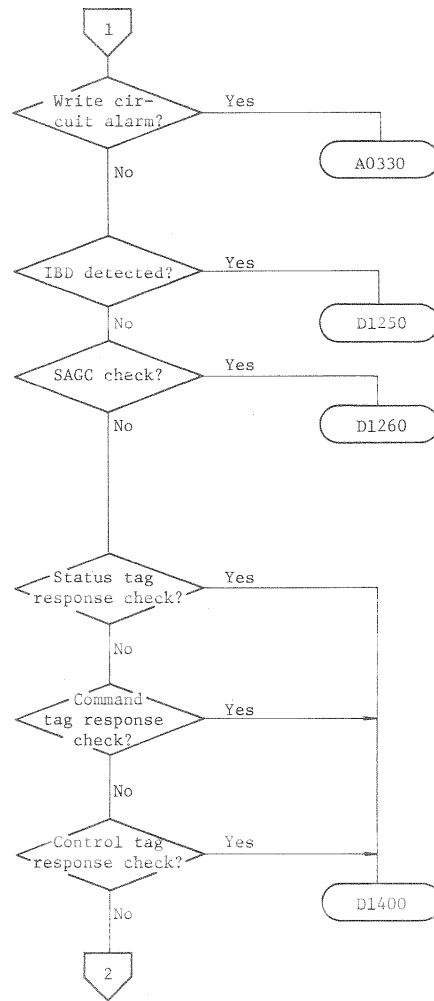 1
Write cir-
cuit alarm?
Yes
A0330
No
IBD detected?
Yes
D1250
No
SAGC check?
Yes
D1260
No
Status tag
response check?
Yes
No
Command
tag response
check?
Yes
No
Control tag
response check?
Yes
D1400
No
2